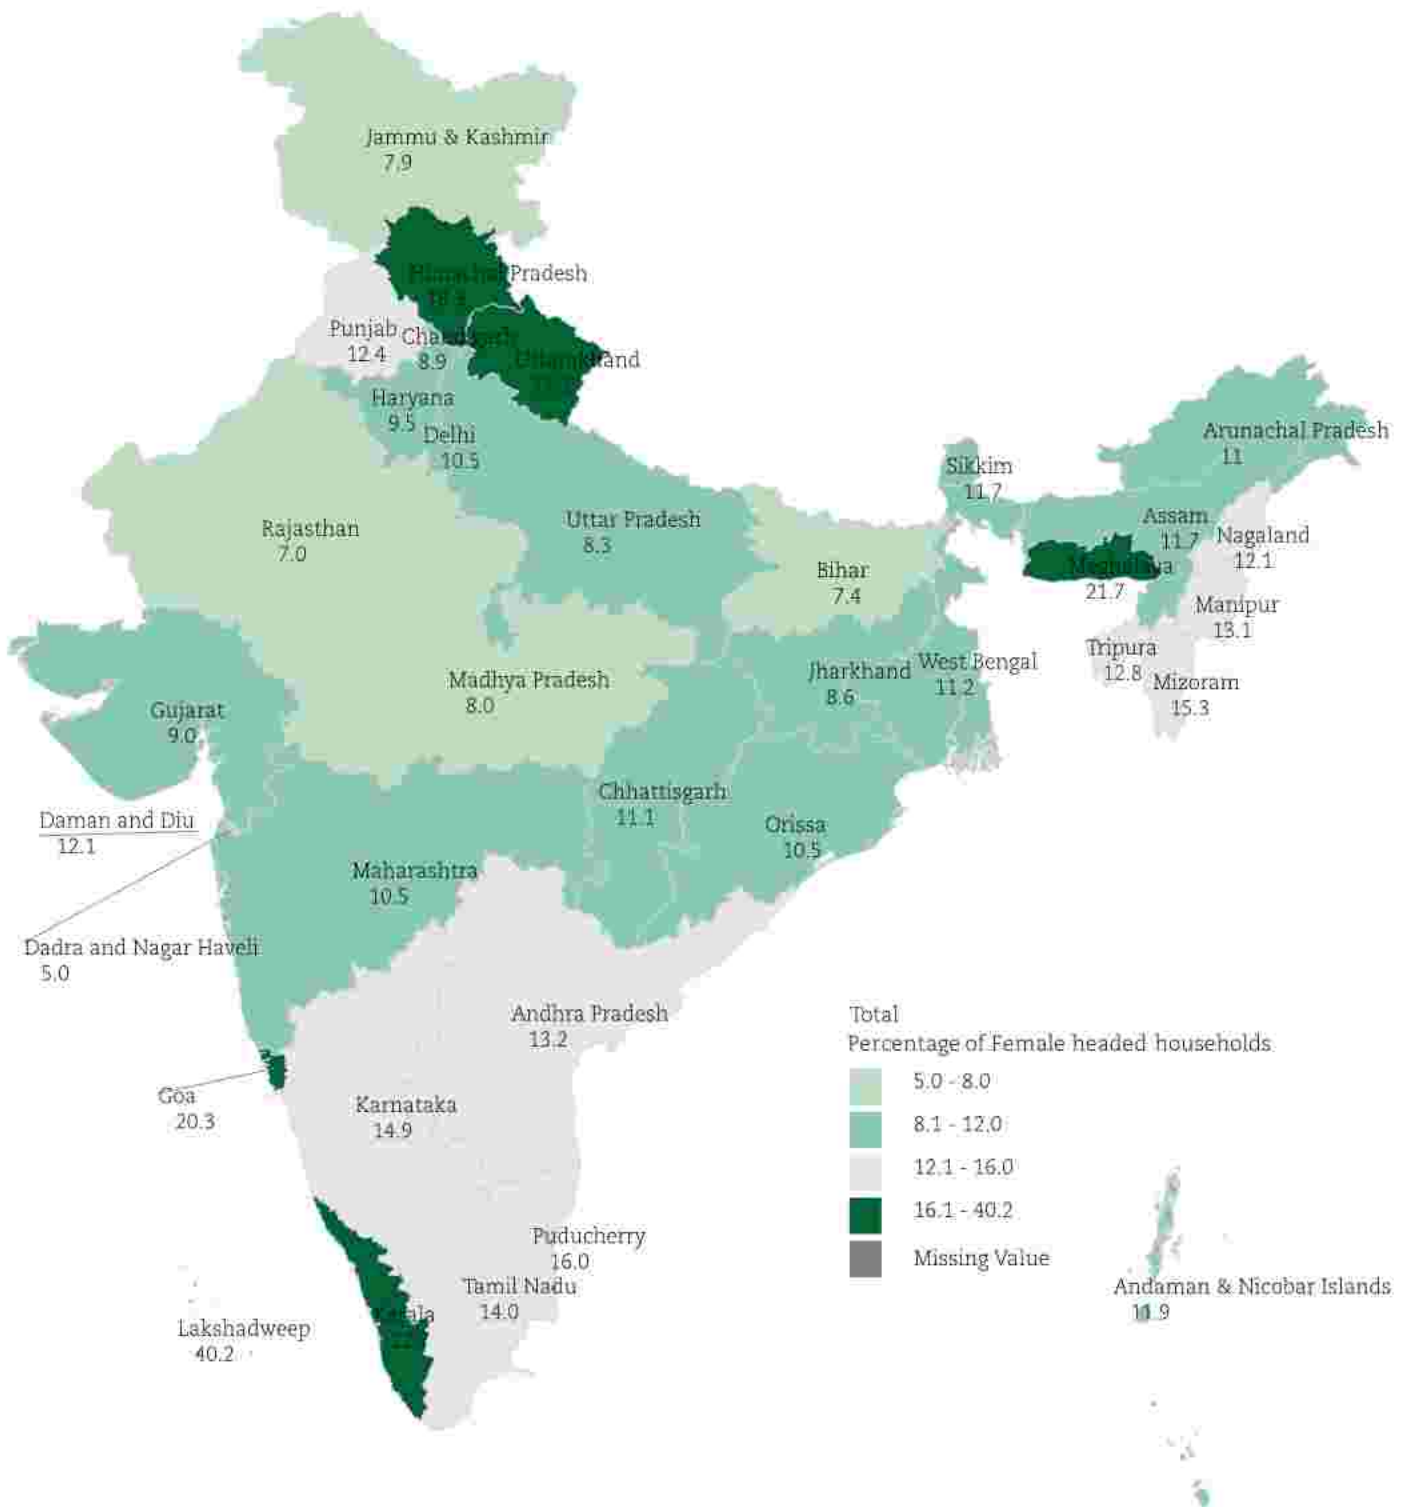 Jammu & Kashmir
7.9
Himachal Pradesh
Punjab
12.4
Chandigarh
8.9
Uttarakhand
Haryana
9.5
Delhi
10.5
Arunachal Pradesh
11
Sikkim
11.7
Rajasthan
7.0
Uttar Pradesh
8.3
Assam
11.7
Nagaland
12.1
Bihar
7.4
Meghalaya
21.7
Manipur
13.1
Tripura
12.8
Mizoram
15.3
Madhya Pradesh
8.0
Jharkhand
8.6
West Bengal
11.2
Gujarat
9.0
Chhattisgarh
11.1
Daman and Diu
12.1
Orissa
10.5
Maharashtra
10.5
Dadra and Nagar Haveli
5.0
Andhra Pradesh
13.2
Goa
20.3
Karnataka
14.9
Puducherry
16.0
Tamil Nadu
14.0
Kerala
Lakshadweep
40.2
Total
Percentage of Female headed households
5.0 - 8.0
8.1 - 12.0
12.1 - 16.0
16.1 - 40.2
Missing Value
Andaman & Nicobar Islands
11.9